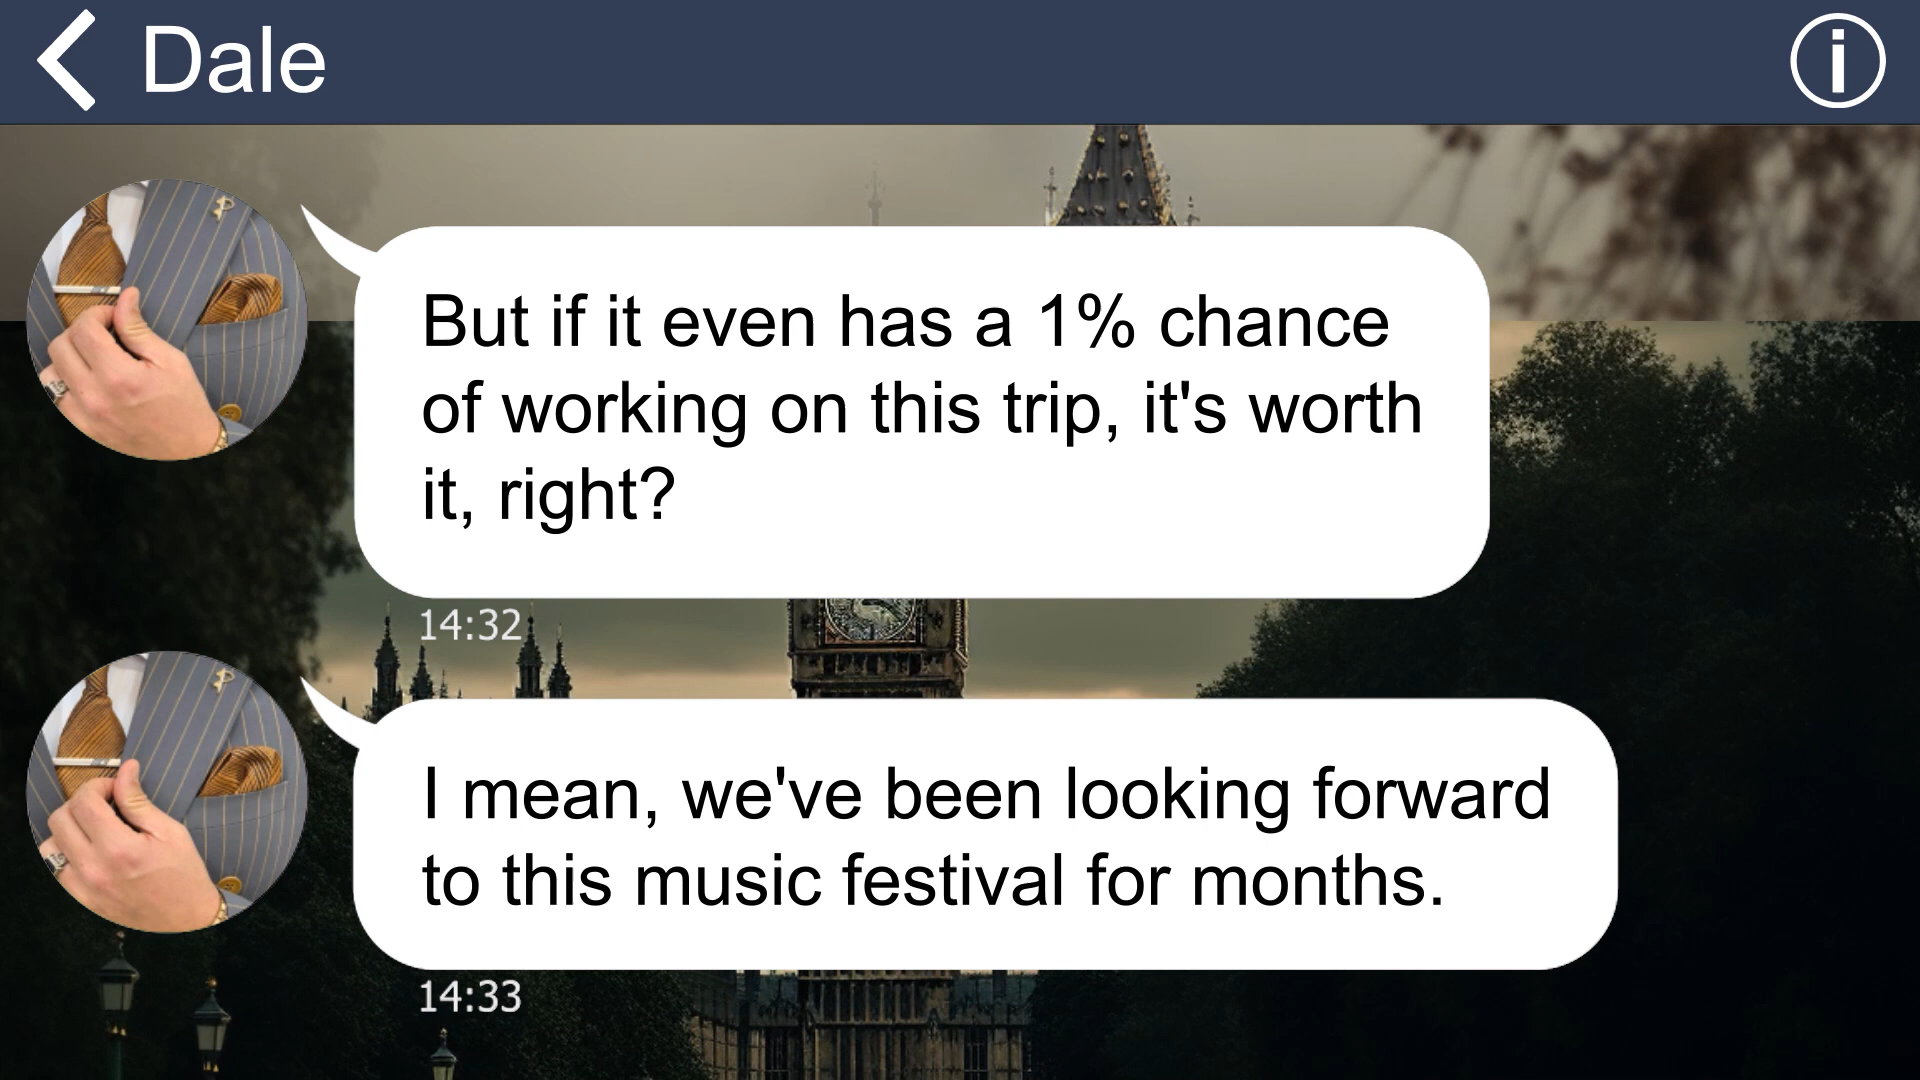 Dale
But if it even has a 1% chance
of working on this trip, it's worth
it, right?
14:32
I mean, we've been looking forward
to this music festival for months.
14:33